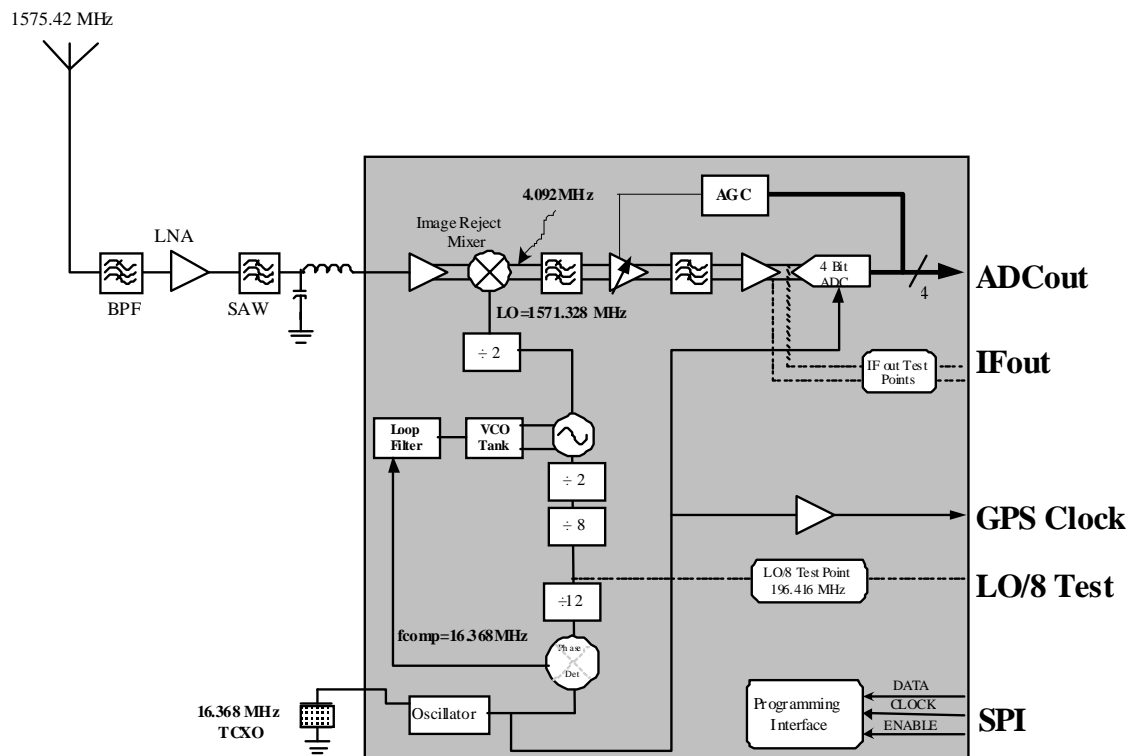 1575.42 MHz
LNA
BPF
SAW
Image Reject
Mixer
4.092MHz
AGC
4 Bit
ADC
4
ADCout
LO=1571.328 MHz
÷ 2
IF out Test
Points
IFout
Loop
Filter
VCO
Tank
÷ 2
÷ 8
GPS Clock
LO/8 Test Point
196.416 MHz
LO/8 Test
÷12
fcomp=16.368MHz
Phase
Det
16.368 MHz
TCXO
Oscillator
Programming
Interface
DATA
CLOCK
ENABLE
SPI